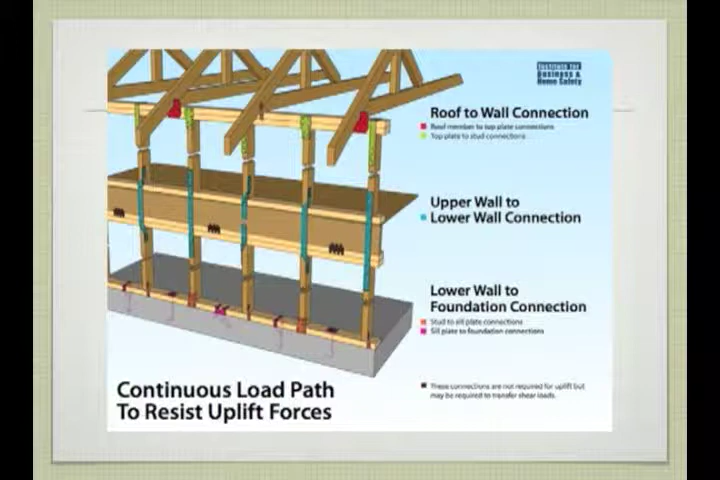 Institute for
Business &
Home Safety
Roof to Wall Connection
Roof member to top plate connections
Top plate to stud connections
Upper Wall to
Lower Wall Connection
Lower Wall to
Foundation Connection
Stud to sill plate connections
Sill plate to foundation connections
Continuous Load Path
To Resist Uplift Forces
These connections are not required for uplift but
may be required to transfer shear loads.